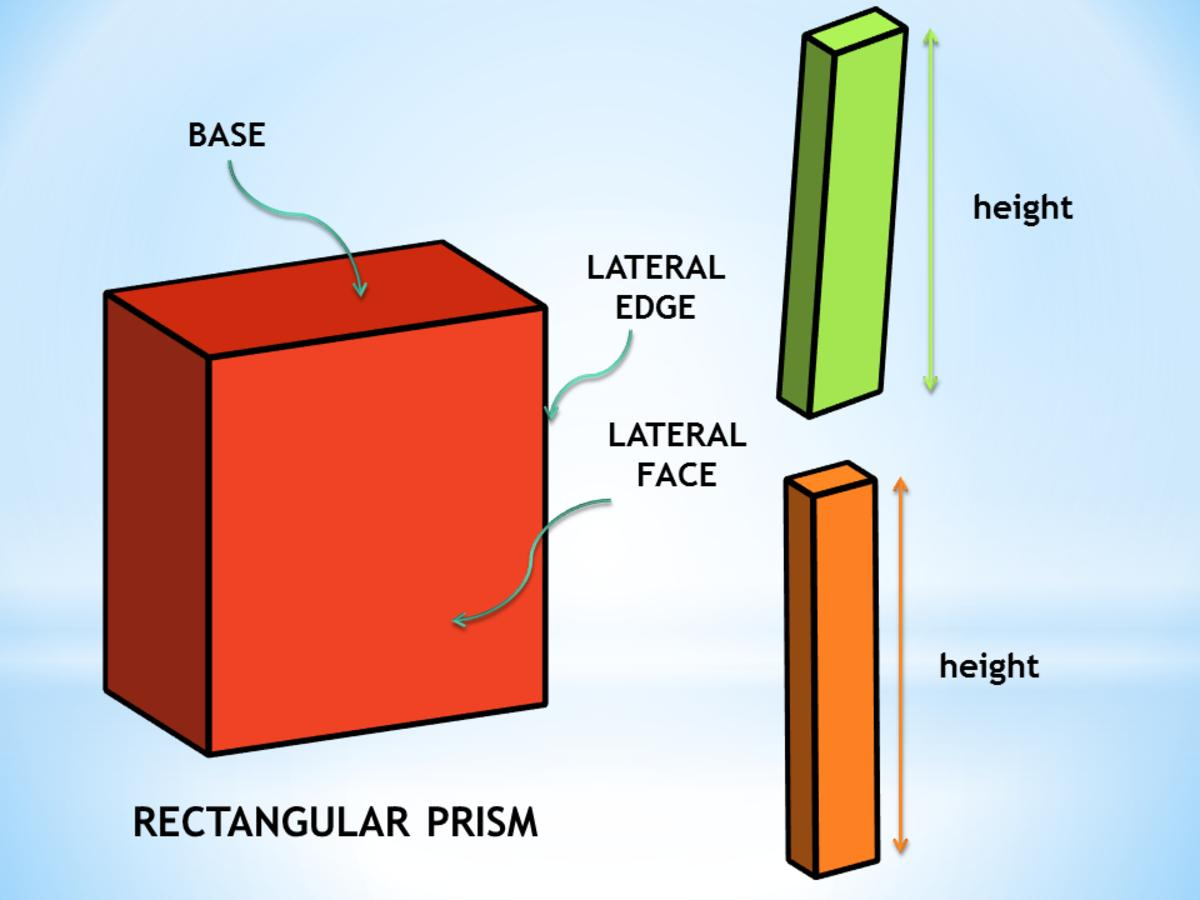 BASE
LATERAL
EDGE
LATERAL
FACE
RECTANGULAR PRISM
height
height